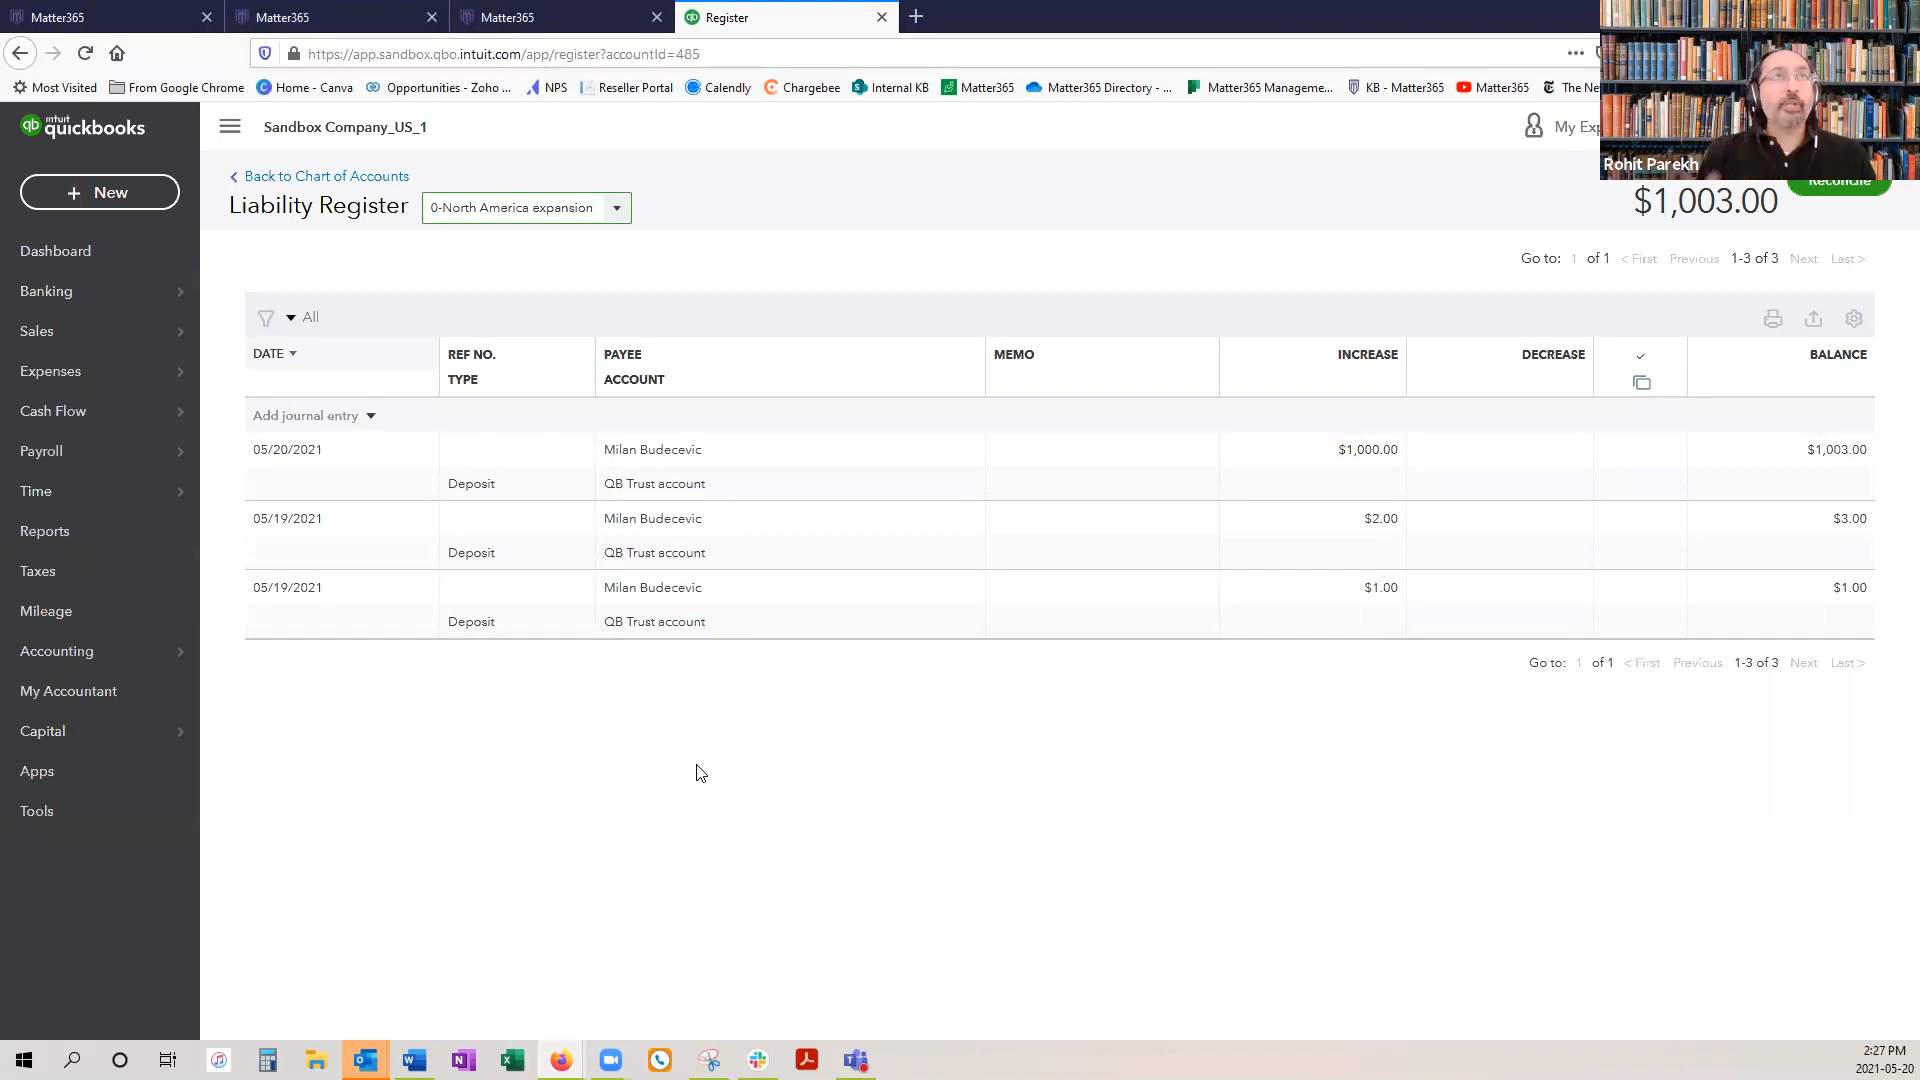 Matter365
Matter365
Matter365
Register
https://app.sandbox.qbo.intuit.com/app/register?accountId=485
Most Visited
From Google Chrome
Home - Canva
Opportunities - Zoho ...
NPS
Reseller Portal
Calendly
Chargebee
Internal KB
Matter365
Matter365 Directory - ...
Matter365 Manageme...
KB - Matter365
Matter365
The Ne
Rohit Parekh
intuit
quickbooks
Sandbox Company_US_1
My Exp
+ New
Dashboard
Banking
Sales
Expenses
Cash Flow
Payroll
Time
Reports
Taxes
Mileage
Accounting
My Accountant
Capital
Apps
Tools
Back to Chart of Accounts
Liability Register
0-North America expansion
$1,003.00
Reconcile
Go to: 1 of 1 < First Previous 1-3 of 3 Next Last >
All
DATE REF NO. PAYEE MEMO INCREASE DECREASE ✓ BALANCE
TYPE ACCOUNT
Add journal entry
05/20/2021 Milan Budecevic $1,000.00 $1,003.00
Deposit QB Trust account
05/19/2021 Milan Budecevic $2.00 $3.00
Deposit QB Trust account
05/19/2021 Milan Budecevic $1.00 $1.00
Deposit QB Trust account
Go to: 1 of 1 < First Previous 1-3 of 3 Next Last >
2:27 PM
2021-05-20